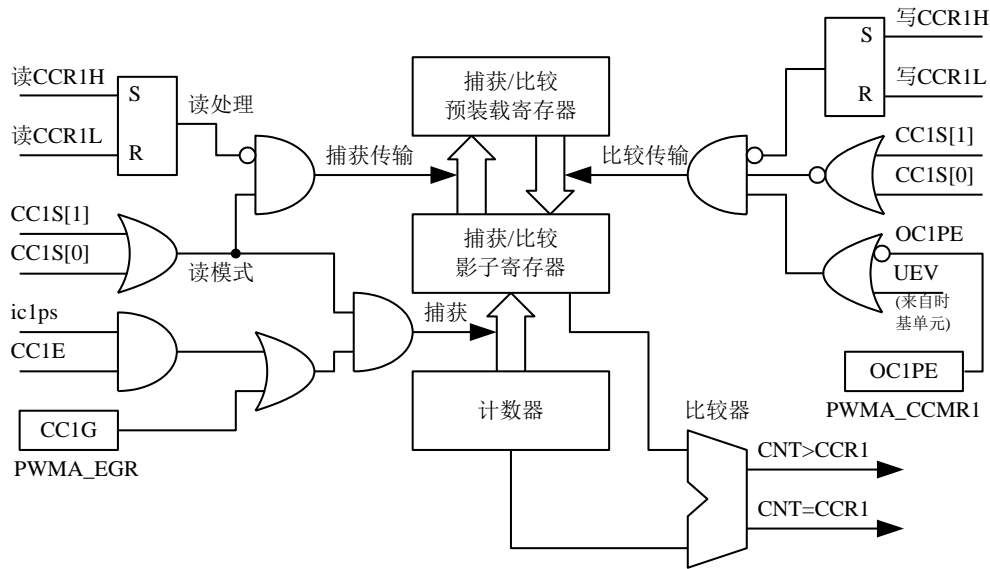 读CCR1H
S
读CCR1L
R
读处理
捕获/比较
预装载寄存器
写CCR1H
S
写CCR1L
R
捕获传输
比较传输
CC1S[1]
CC1S[0]
CC1S[1]
CC1S[0]
读模式
捕获/比较
影子寄存器
OC1PE
UEV
(来自时
基单元)
ic1ps
CC1E
捕获
CC1G
PWMA_EGR
计数器
比较器
OC1PE
PWMA_CCMR1
CNT>CCR1
CNT=CCR1